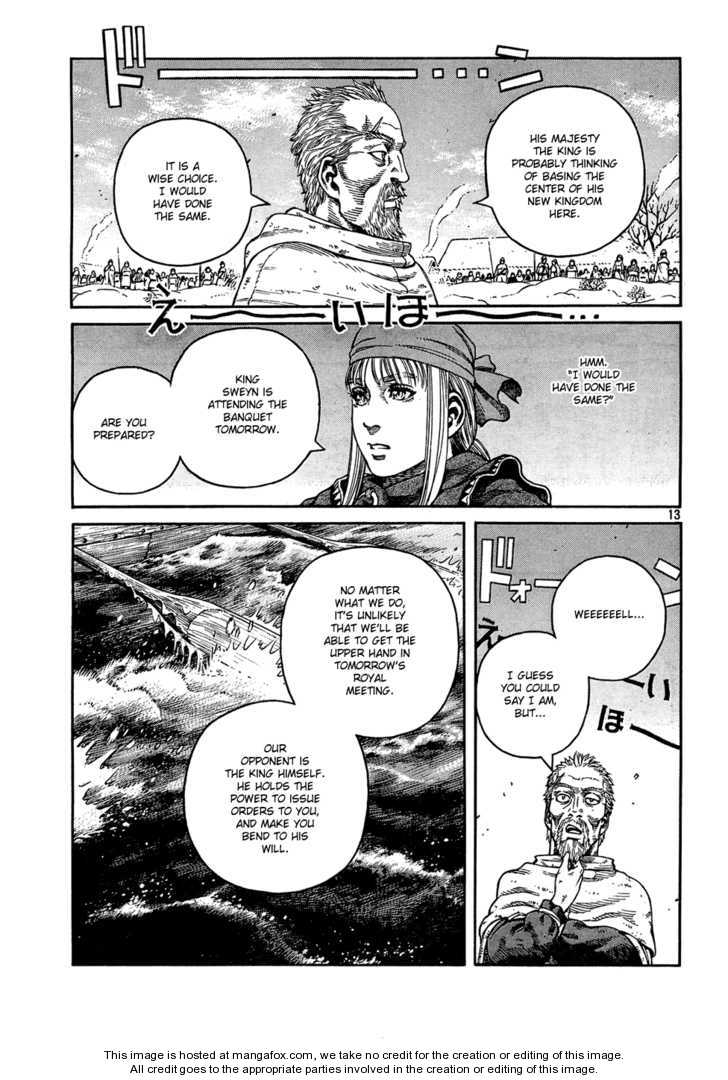 ド
HIS MAJESTY
THE KING IS
PROBABLY THINKING
OF BASING THE
CENTER OF HIS
NEW KINGDOM
HERE.
IT IS A
WISE CHOICE.
I WOULD
HAVE DONE
THE SAME.
え〜いほ〜…
HMM.
"I WOULD
HAVE DONE THE
SAME?"
KING
SWEYN IS
ATTENDING THE
BANQUET
TOMORROW.
ARE YOU
PREPARED?
13
ドォー
WEEEEEELL...
え〜い
ほ〜
I GUESS
YOU COULD
SAY I AM,
BUT...
NO MATTER
WHAT WE DO,
IT'S UNLIKELY
THAT WE'LL BE
ABLE TO GET THE
UPPER HAND IN
TOMORROW'S
ROYAL
MEETING.
OUR
OPPONENT IS
THE KING HIMSELF.
HE HOLDS THE
POWER TO ISSUE
ORDERS TO YOU,
AND MAKE YOU
BEND TO HIS
WILL.
This image is hosted at mangafox.com, we take no credit for the creation or editing of this image.
All credit goes to the appropriate parties involved in the creation or editing of this image.